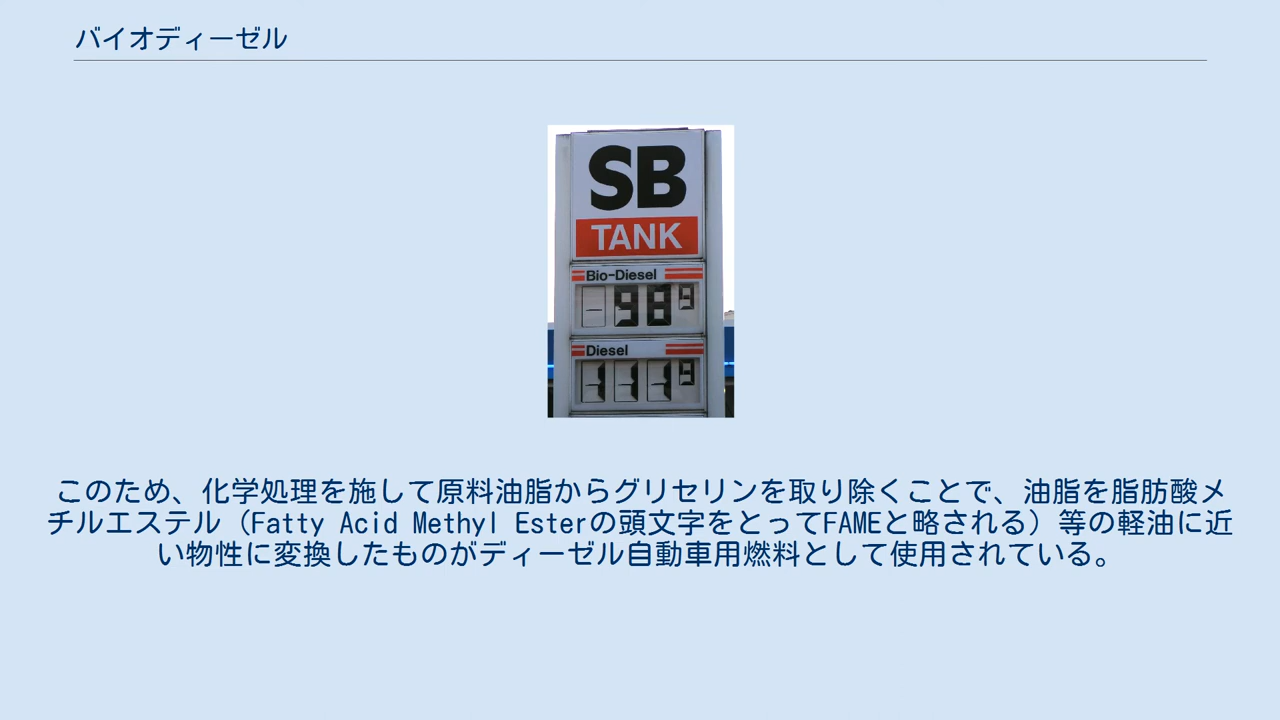 バイオディーゼル
SB
TANK
Bio-Diesel
-989
Diesel
1119
このため、化学処理を施して原料油脂からグリセリンを取り除くことで、油脂を脂肪酸メ
チルエステル（Fatty Acid Methyl Esterの頭文字をとってFAMEと略される）等の軽油に近
い物性に変換したものがディーゼル自動車用燃料として使用されている。